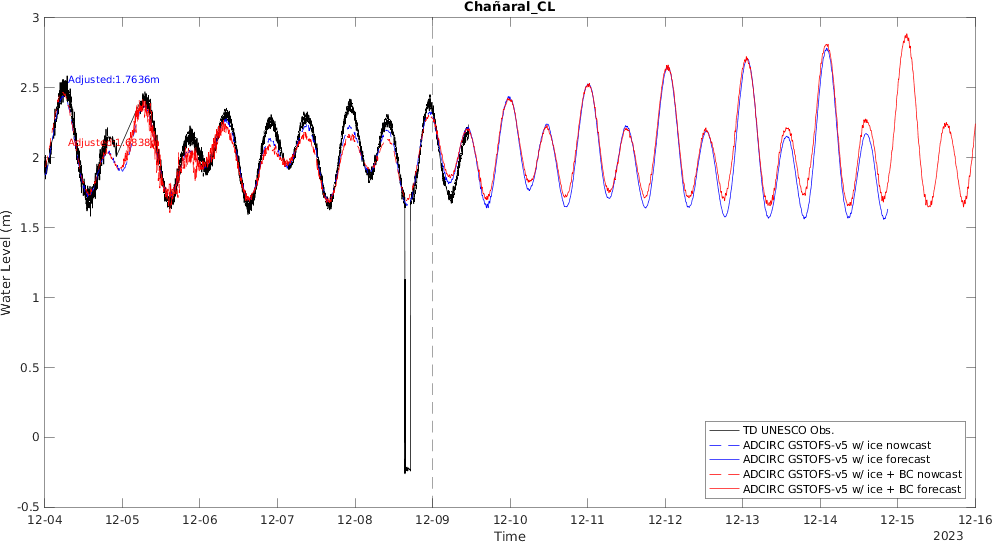 Chañaral_CL
3
2.5
2
1.5
1
0.5
0
-0.5
Water Level (m)
Adjusted:1.7636m
Adjusted:1.6838m
TD UNESCO Obs.
ADCIRC GSTOFS-v5 w/ ice nowcast
ADCIRC GSTOFS-v5 w/ ice forecast
ADCIRC GSTOFS-v5 w/ ice + BC nowcast
ADCIRC GSTOFS-v5 w/ ice + BC forecast
12-04 12-05 12-06 12-07 12-08 12-09 12-10 12-11 12-12 12-13 12-14 12-15 12-16
Time
2023